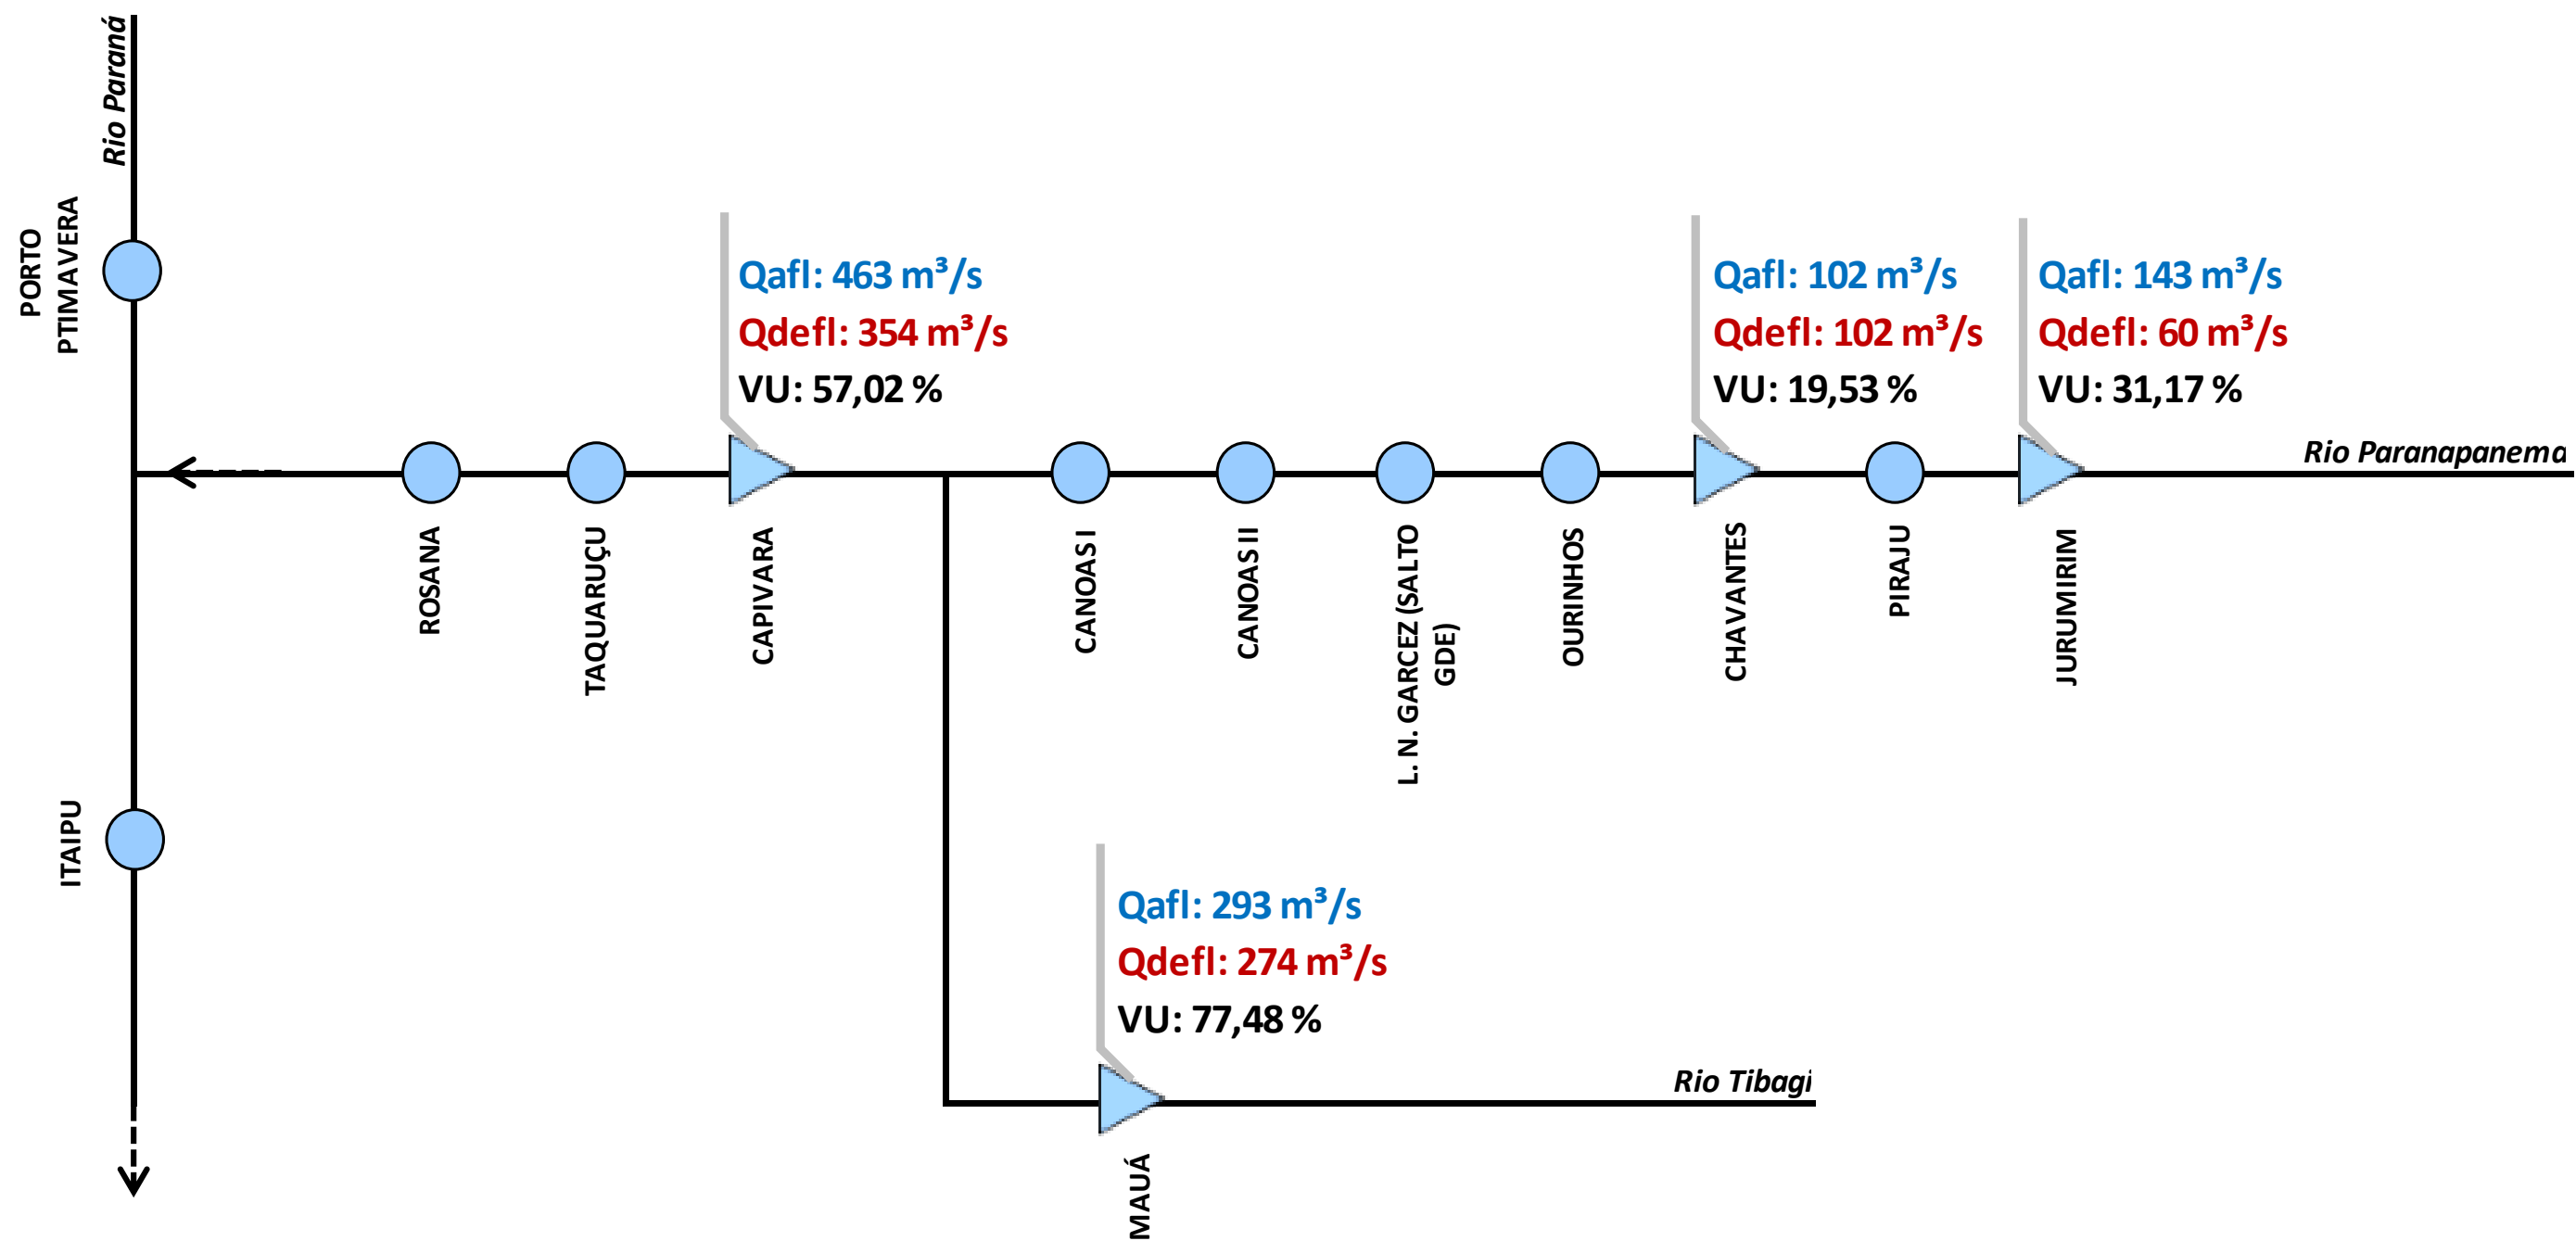 Rio Paraná
PORTO
PTIMAVERA
Qafl: 463 m³/s
Qdefl: 354 m³/s
VU: 57,02 %
Qafl: 102 m³/s
Qdefl: 102 m³/s
VU: 19,53 %
Qafl: 143 m³/s
Qdefl: 60 m³/s
VU: 31,17 %
Rio Paranapanema
ROSANA
TAQUARUÇU
CAPIVARA
CANOAS I
CANOAS II
L. N. GARCEZ (SALTO
GDE)
OURINHOS
CHAVANTES
PIRAJU
JURUMIRIM
ITAIPU
Qafl: 293 m³/s
Qdefl: 274 m³/s
VU: 77,48 %
Rio Tibagi
MAUÁ